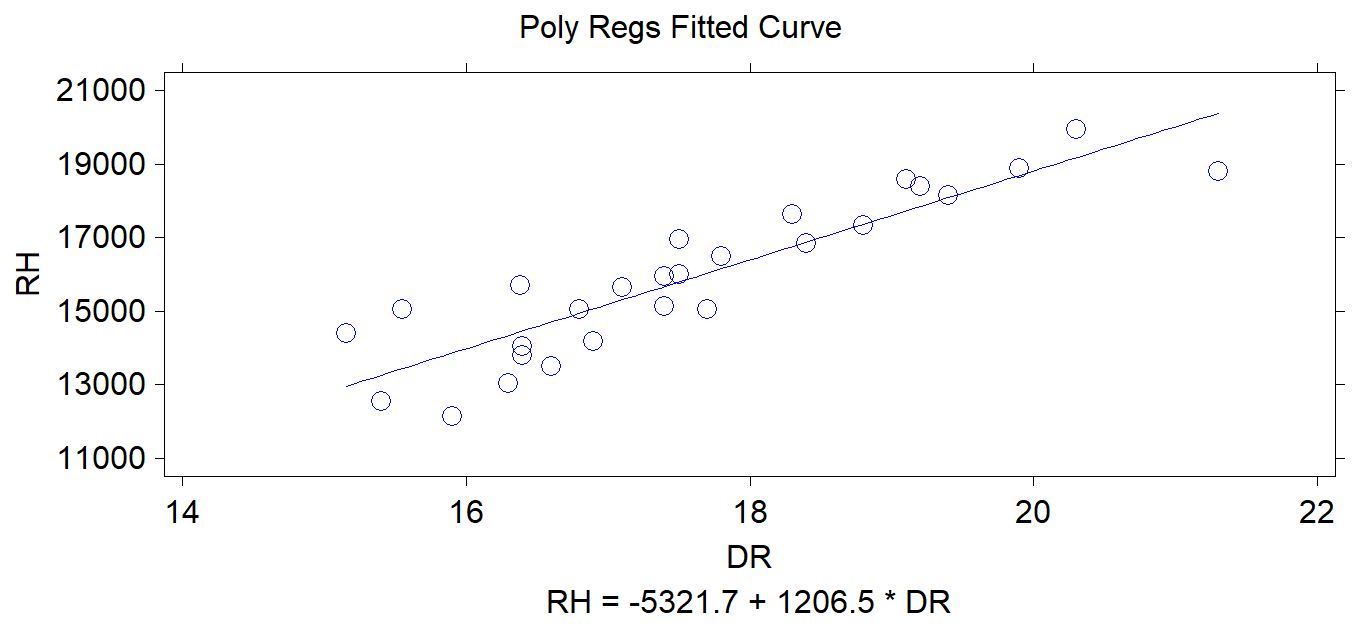 Poly Regs Fitted Curve
21000
19000
17000
15000
13000
11000
RH
14 16 18 20 22
DR
RH = -5321.7 + 1206.5 * DR